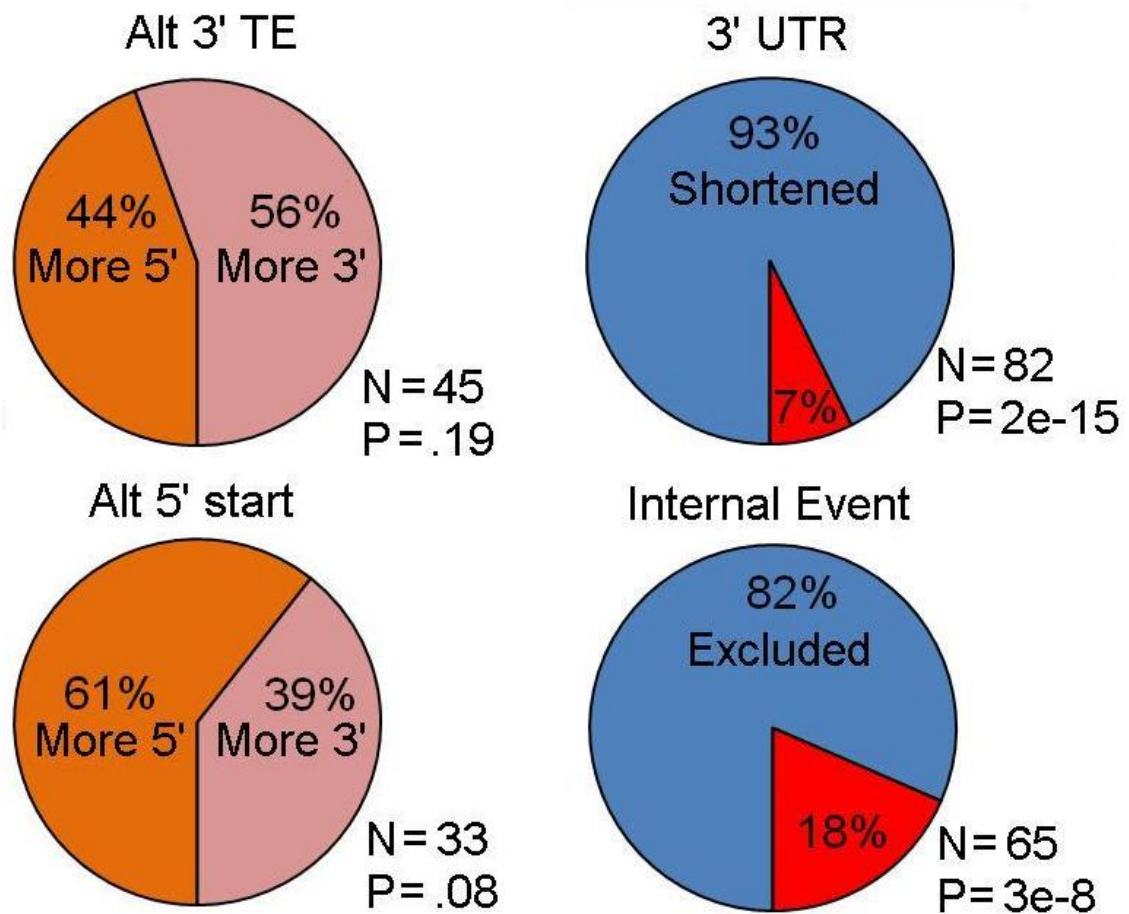 Alt 3' TE
44%
More 5'
56%
More 3'
N = 45
P = .19
3' UTR
93%
Shortened
7%
N = 82
P= 2e-15
Alt 5' start
61%
More 5'
39%
More 3'
N = 33
P = .08
Internal Event
82%
Excluded
18%
N = 65
P= 3e-8